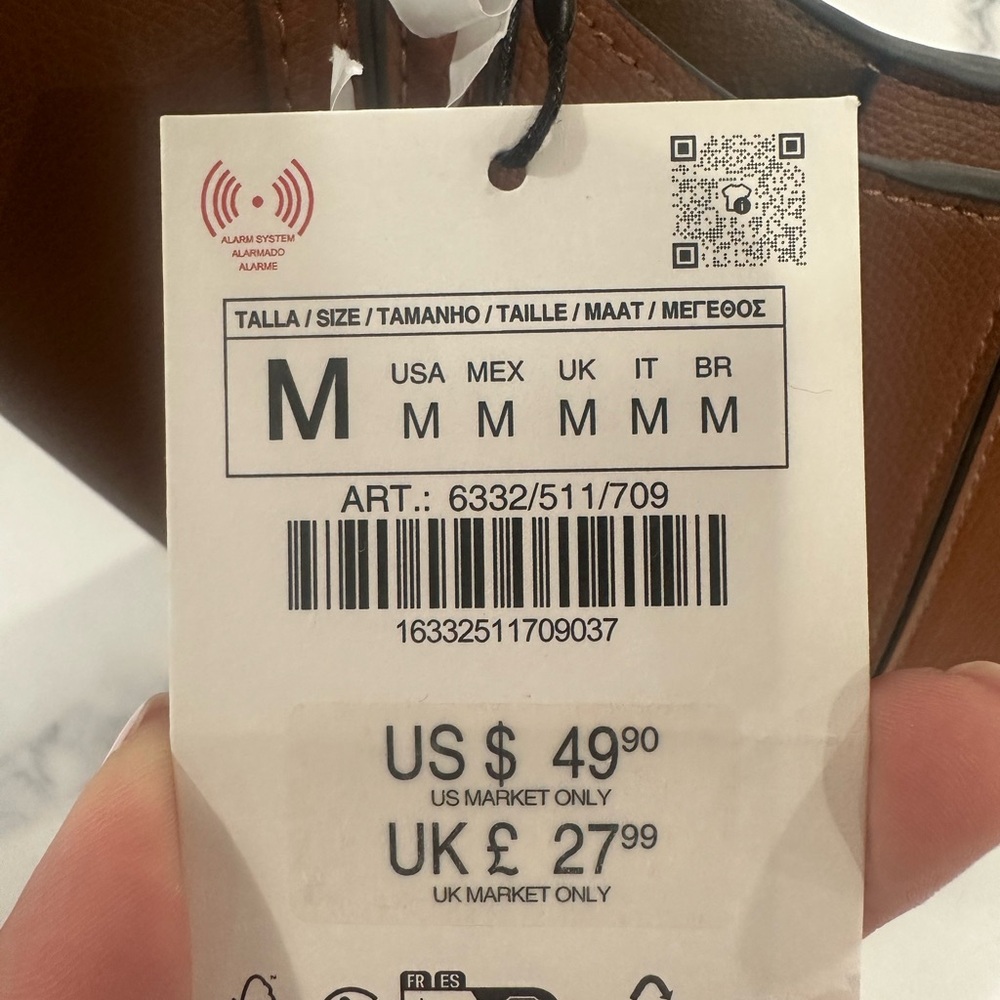 ALARM SYSTEM
ALARMADO
ALARME
TALLA / SIZE / TAMANHO / TAILLE / MAAT / ΜΕΓΕΘΟΣ
M
USA MEX UK IT BR
M M M M M
ART.: 6332/511/709
16332511709037
US $ 49⁹⁰
US MARKET ONLY
UK £ 27⁹⁹
UK MARKET ONLY
FR ES